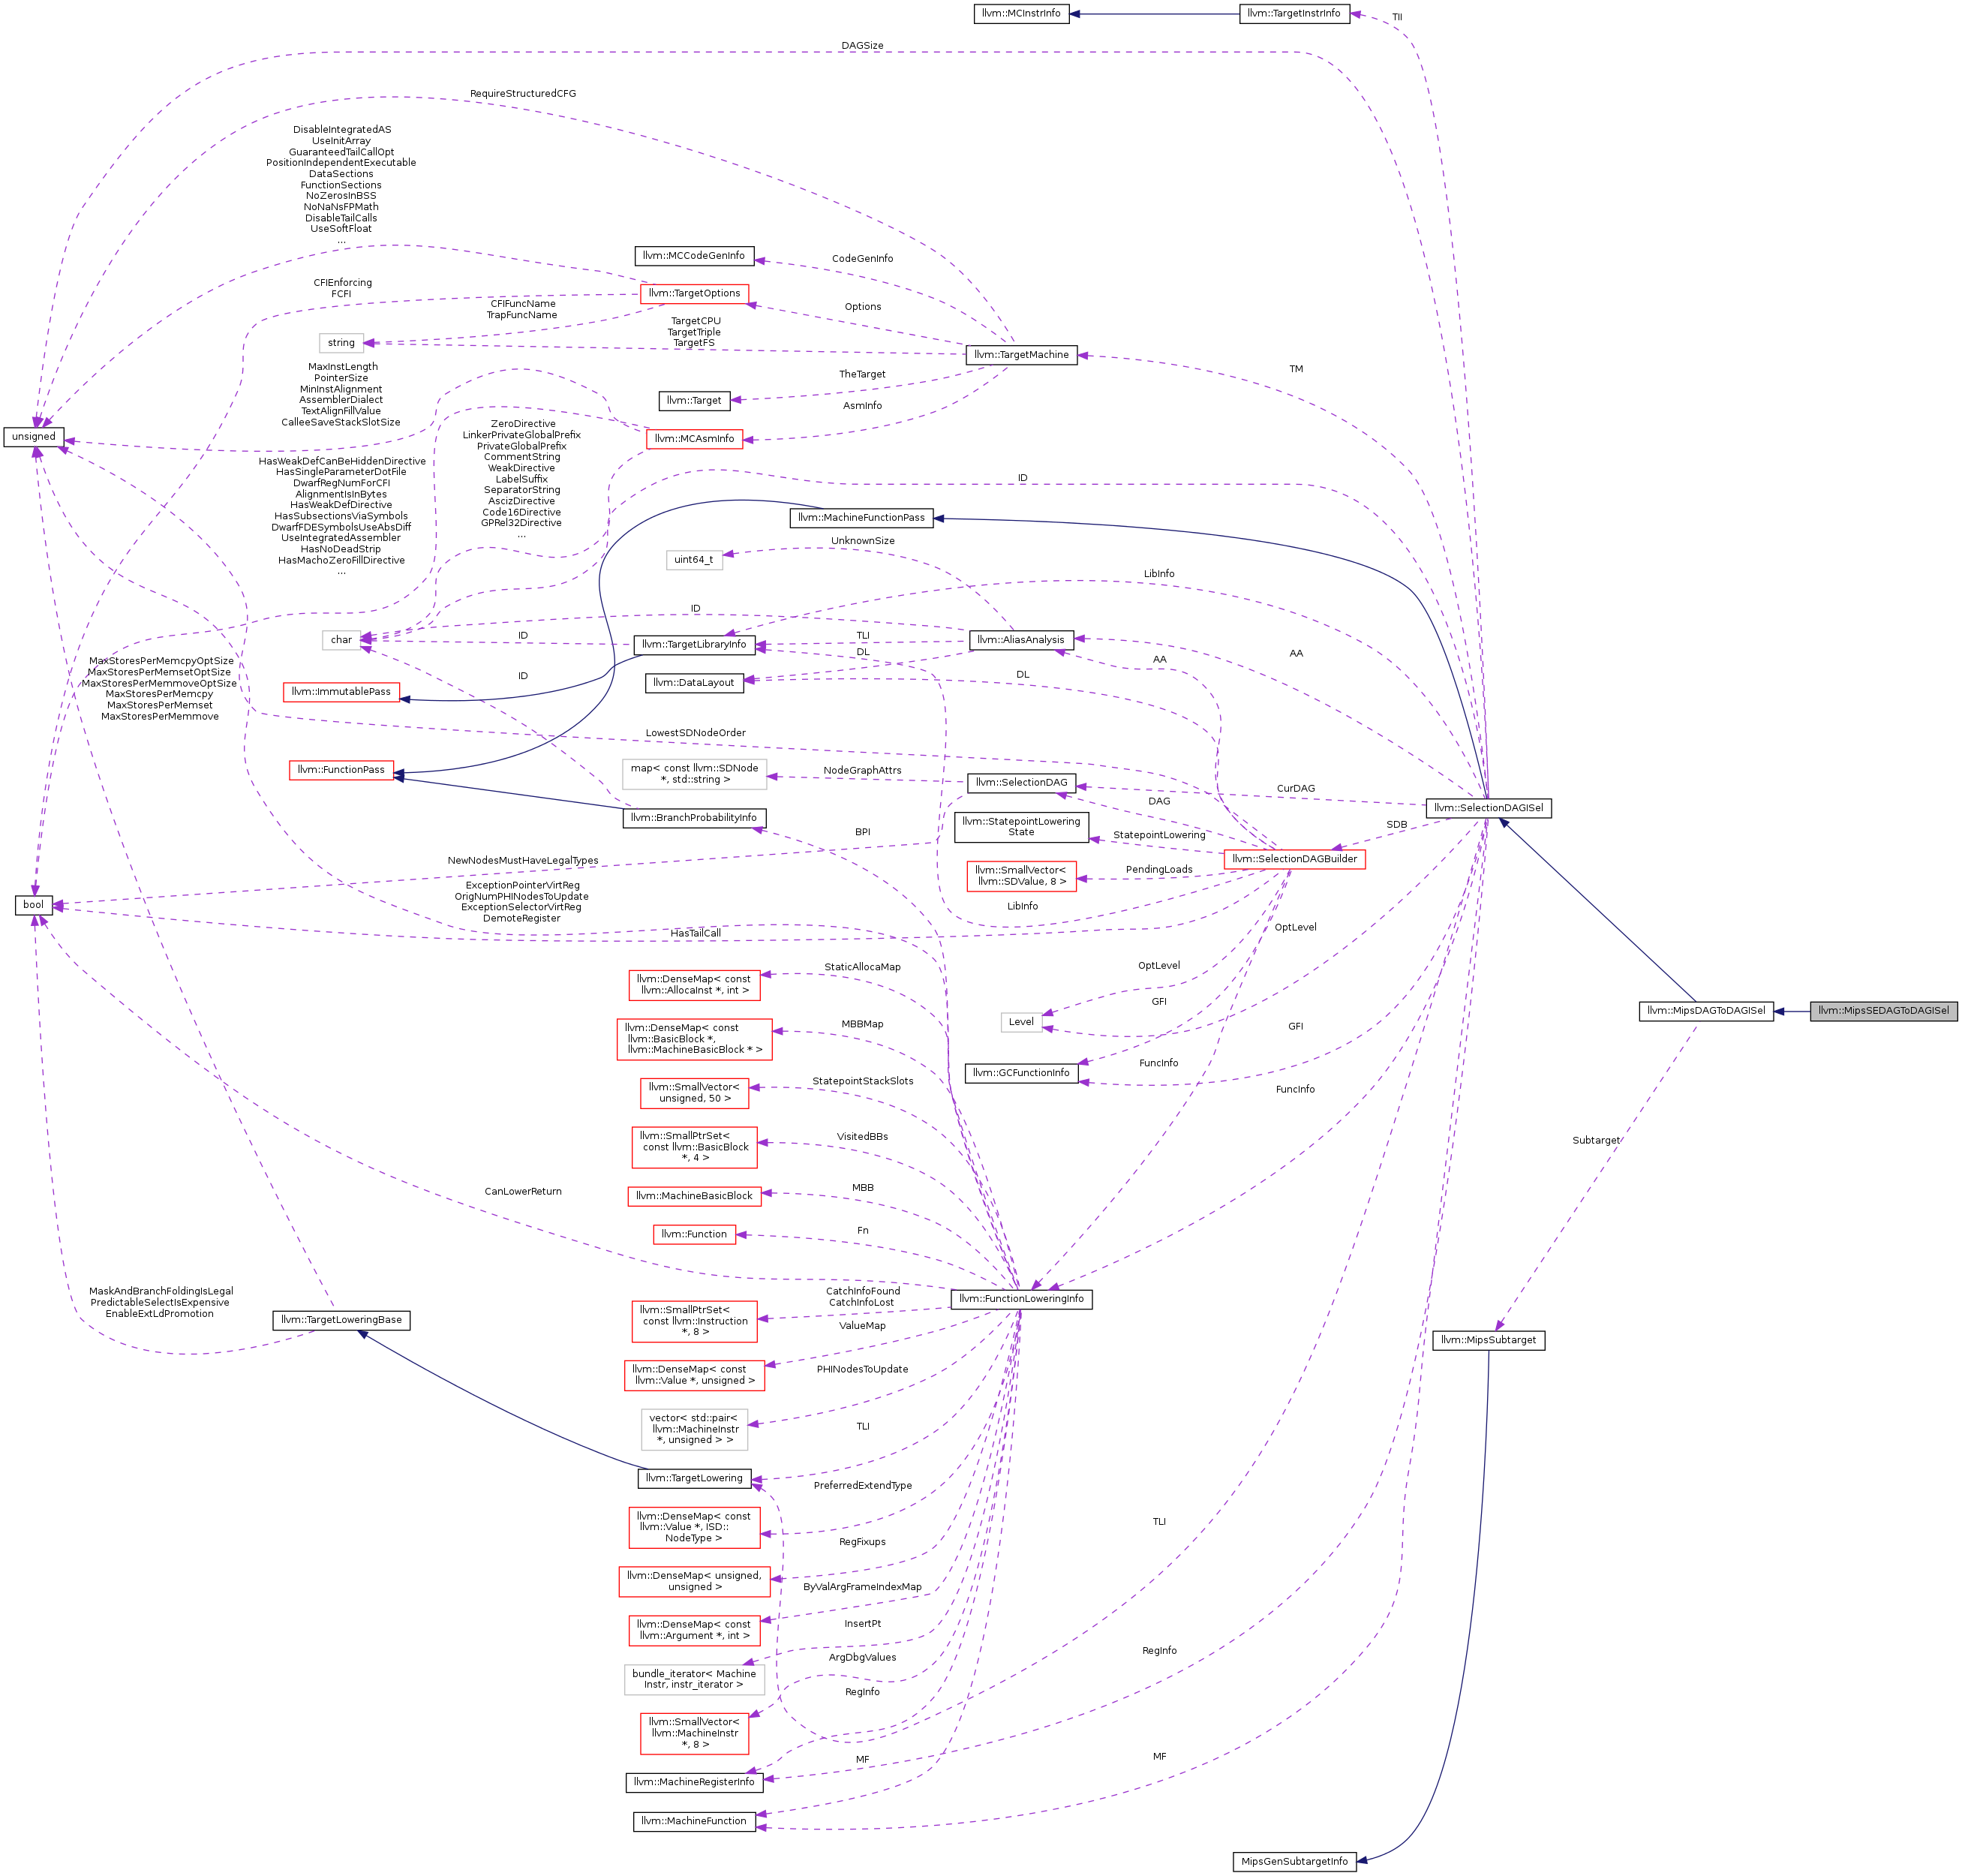 llvm::MCInstrInfo
llvm::TargetInstrInfo
TII
DAGSize
RequireStructuredCFG
DisableIntegratedAS
UseInitArray
GuaranteedTailCallOpt
PositionIndependentExecutable
DataSections
FunctionSections
NoZerosInBSS
NoNaNsFPMath
DisableTailCalls
UseSoftFloat
...
llvm::MCCodeGenInfo
CodeGenInfo
CFIEnforcing
FCFI
llvm::TargetOptions
Options
CFIFuncName
TrapFuncName
string
TargetCPU
TargetTriple
TargetFS
llvm::TargetMachine
TM
MaxInstLength
PointerSize
MinInstAlignment
AssemblerDialect
TextAlignFillValue
CalleeSaveStackSlotSize
llvm::Target
TheTarget
AsmInfo
unsigned
llvm::MCAsmInfo
ZeroDirective
LinkerPrivateGlobalPrefix
PrivateGlobalPrefix
CommentString
WeakDirective
LabelSuffix
SeparatorString
AscizDirective
Code16Directive
GPRel32Directive
...
HasWeakDefCanBeHiddenDirective
HasSingleParameterDotFile
DwarfRegNumForCFI
AlignmentIsInBytes
HasWeakDefDirective
HasSubsectionsViaSymbols
DwarfFDESymbolsUseAbsDiff
UseIntegratedAssembler
HasNoDeadStrip
HasMachoZeroFillDirective
...
ID
llvm::MachineFunctionPass
UnknownSize
uint64_t
LibInfo
ID
char
ID
llvm::TargetLibraryInfo
TLI
llvm::AliasAnalysis
DL
AA
AA
MaxStoresPerMemcpyOptSize
MaxStoresPerMemsetOptSize
MaxStoresPerMemmoveOptSize
MaxStoresPerMemcpy
MaxStoresPerMemset
MaxStoresPerMemmove
llvm::ImmutablePass
ID
llvm::DataLayout
DL
LowestSDNodeOrder
llvm::FunctionPass
map< const llvm::SDNode
*, std::string >
NodeGraphAttrs
llvm::SelectionDAG
CurDAG
DAG
llvm::SelectionDAGISel
llvm::BranchProbabilityInfo
BPI
llvm::StatepointLowering
State
StatepointLowering
SDB
NewNodesMustHaveLegalTypes
llvm::SelectionDAGBuilder
llvm::SmallVector<
llvm::SDValue, 8 >
PendingLoads
bool
ExceptionPointerVirtReg
OrigNumPHINodesToUpdate
ExceptionSelectorVirtReg
DemoteRegister
LibInfo
HasTailCall
OptLevel
OptLevel
StaticAllocaMap
llvm::DenseMap< const
llvm::AllocaInst *, int >
GFI
Level
llvm::MipsDAGToDAGISel
llvm::MipsSEDAGToDAGISel
MBBMap
llvm::DenseMap< const
llvm::BasicBlock *,
llvm::MachineBasicBlock * >
GFI
FuncInfo
llvm::GCFunctionInfo
StatepointStackSlots
llvm::SmallVector<
unsigned, 50 >
FuncInfo
VisitedBBs
llvm::SmallPtrSet<
const llvm::BasicBlock
*, 4 >
Subtarget
CanLowerReturn
MBB
llvm::MachineBasicBlock
Fn
llvm::Function
MaskAndBranchFoldingIsLegal
PredictableSelectIsExpensive
EnableExtLdPromotion
llvm::TargetLoweringBase
CatchInfoFound
CatchInfoLost
llvm::FunctionLoweringInfo
llvm::SmallPtrSet<
const llvm::Instruction
*, 8 >
ValueMap
llvm::MipsSubtarget
llvm::DenseMap< const
llvm::Value *, unsigned >
PHINodesToUpdate
vector< std::pair<
llvm::MachineInstr
*, unsigned > >
TLI
llvm::TargetLowering
PreferredExtendType
llvm::DenseMap< const
llvm::Value *, ISD::
NodeType >
TLI
RegFixups
llvm::DenseMap< unsigned,
unsigned >
ByValArgFrameIndexMap
llvm::DenseMap< const
llvm::Argument *, int >
InsertPt
bundle_iterator< Machine
Instr, instr_iterator >
ArgDbgValues
RegInfo
RegInfo
llvm::SmallVector<
llvm::MachineInstr
*, 8 >
MF
MF
llvm::MachineRegisterInfo
llvm::MachineFunction
MipsGenSubtargetInfo